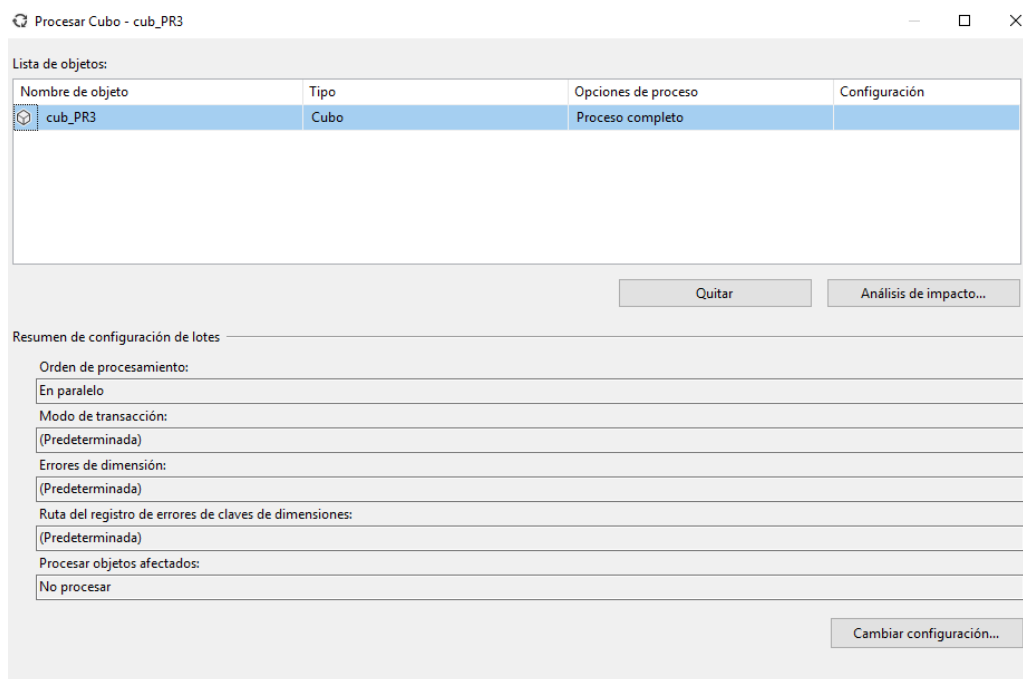 Procesar Cubo - cub_PR3
Lista de objetos:
Nombre de objeto Tipo Opciones de proceso Configuración
cub_PR3 Cubo Proceso completo
Quitar Análisis de impacto...
Resumen de configuración de lotes
Orden de procesamiento:
En paralelo
Modo de transacción:
(Predeterminada)
Errores de dimensión:
(Predeterminada)
Ruta del registro de errores de claves de dimensiones:
(Predeterminada)
Procesar objetos afectados:
No procesar
Cambiar configuración...